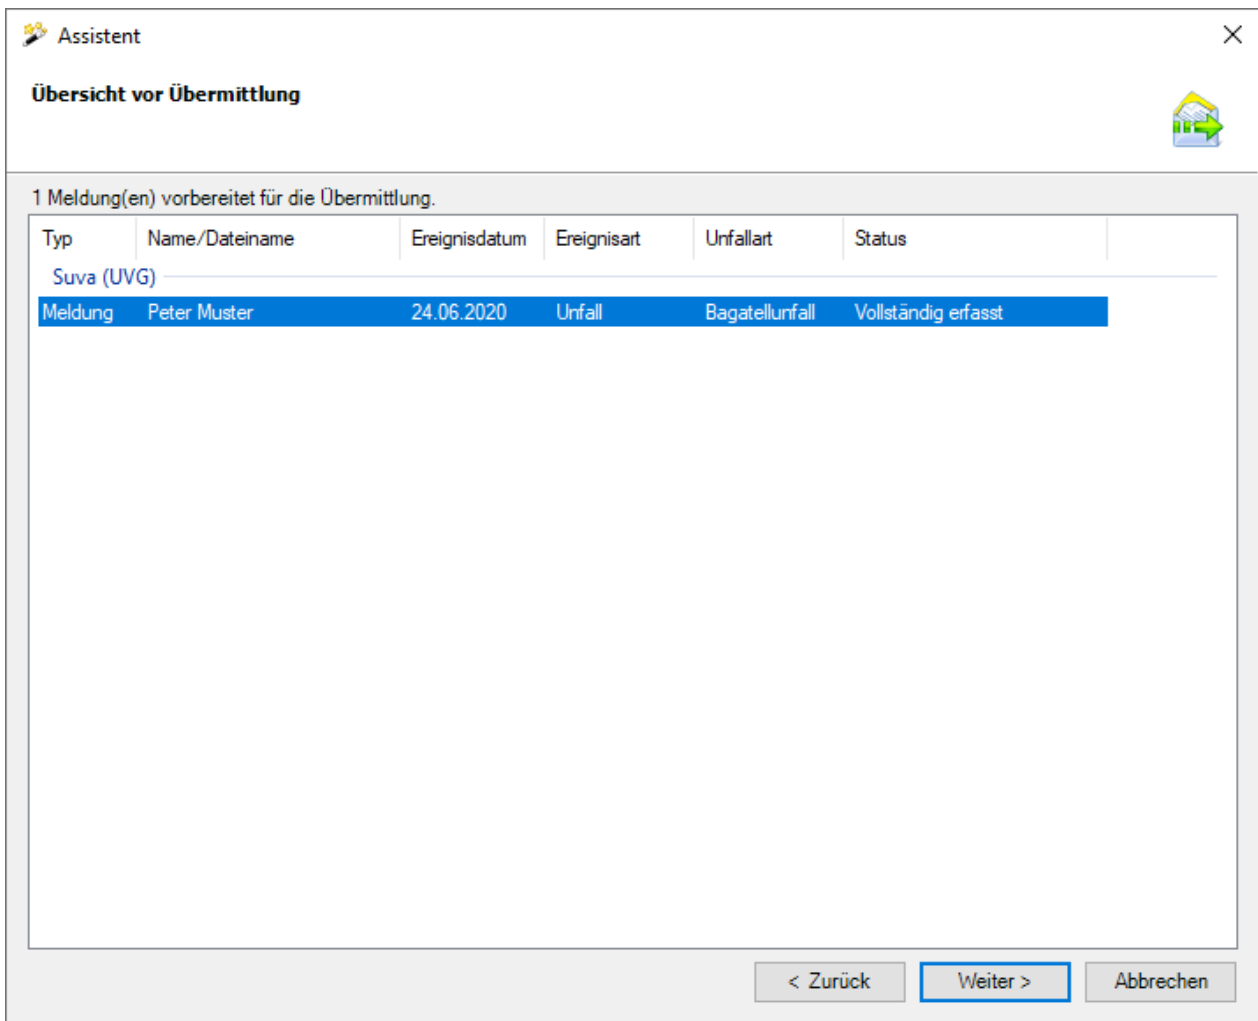 Assistent
Übersicht vor Übermittlung
1 Meldung(en) vorbereitet für die Übermittlung.
Typ Name/Dateiname Ereignisdatum Ereignisart Unfallart Status
Suva (UVG)
Meldung Peter Muster 24.06.2020 Unfall Bagatellunfall Vollständig erfasst
< Zurück Weiter > Abbrechen